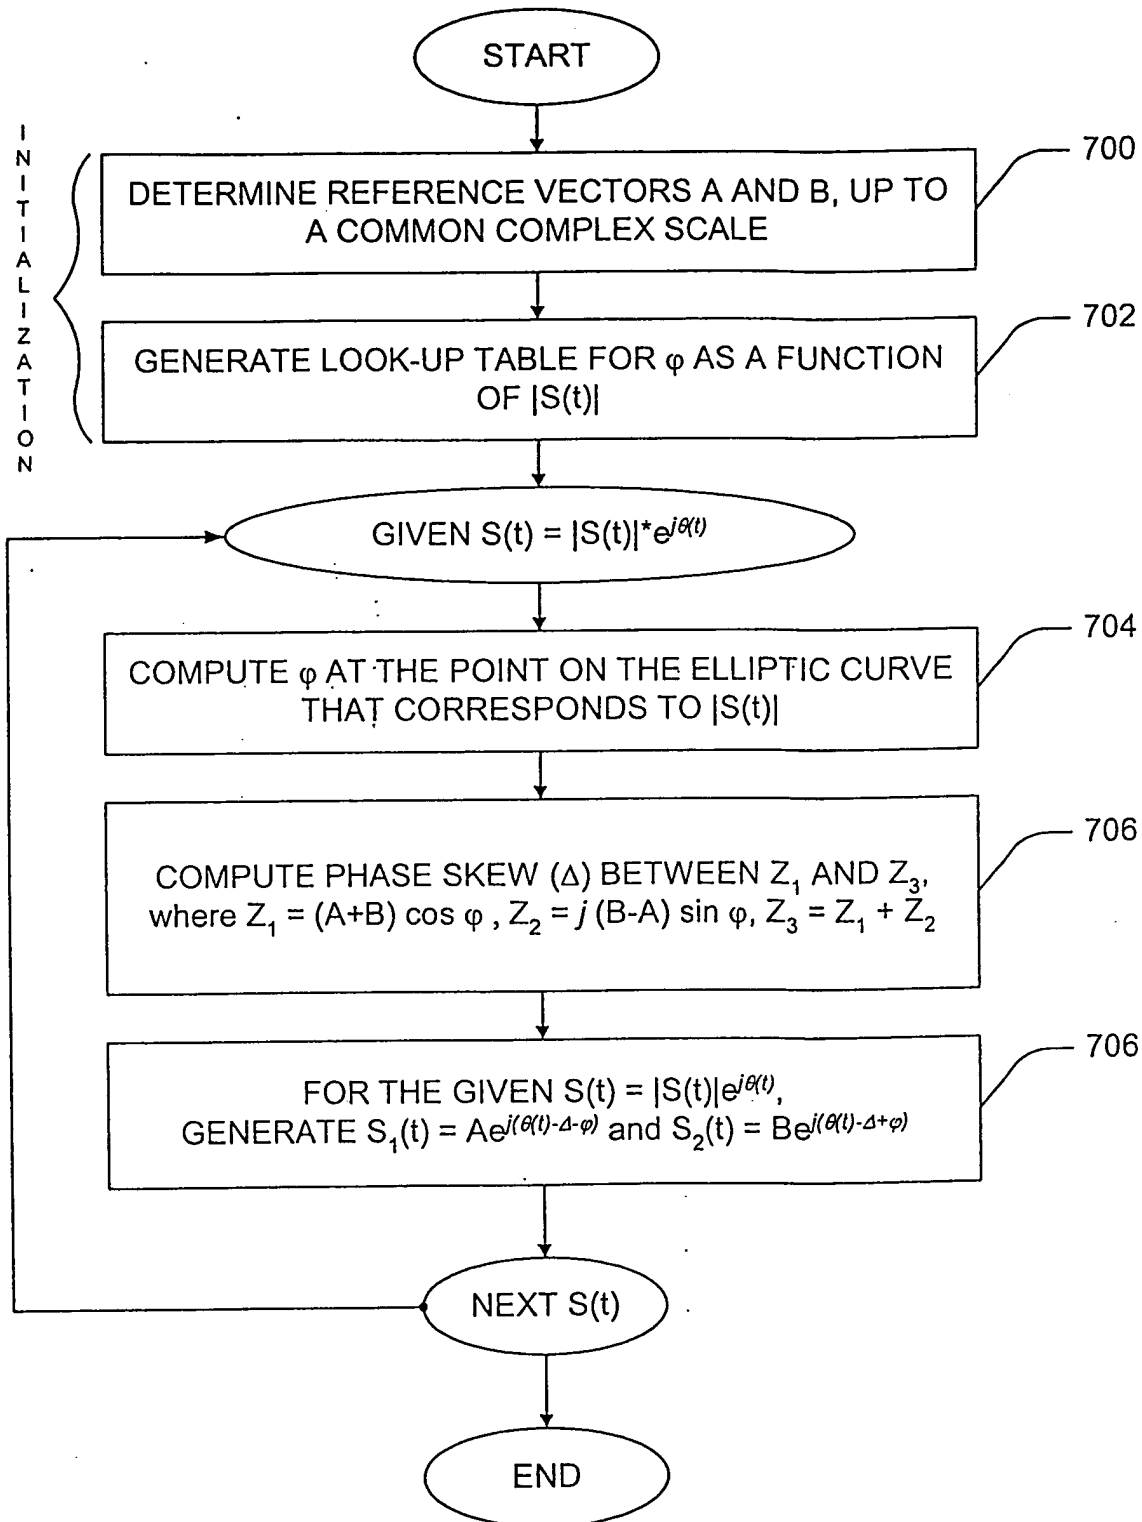 START
INITIALIZATION
700
DETERMINE REFERENCE VECTORS A AND B, UP TO
A COMMON COMPLEX SCALE
702
GENERATE LOOK-UP TABLE FOR φ AS A FUNCTION
OF |S(t)|
GIVEN S(t) = |S(t)|*e^{jθ(t)}
704
COMPUTE φ AT THE POINT ON THE ELLIPTIC CURVE
THAT CORRESPONDS TO |S(t)|
706
COMPUTE PHASE SKEW (Δ) BETWEEN Z₁ AND Z₃,
where Z₁ = (A+B) cos φ , Z₂ = j (B-A) sin φ, Z₃ = Z₁ + Z₂
706
FOR THE GIVEN S(t) = |S(t)|e^{jθ(t)},
GENERATE S₁(t) = Ae^{j(θ(t)-Δ-φ)} and S₂(t) = Be^{j(θ(t)-Δ+φ)}
NEXT S(t)
END